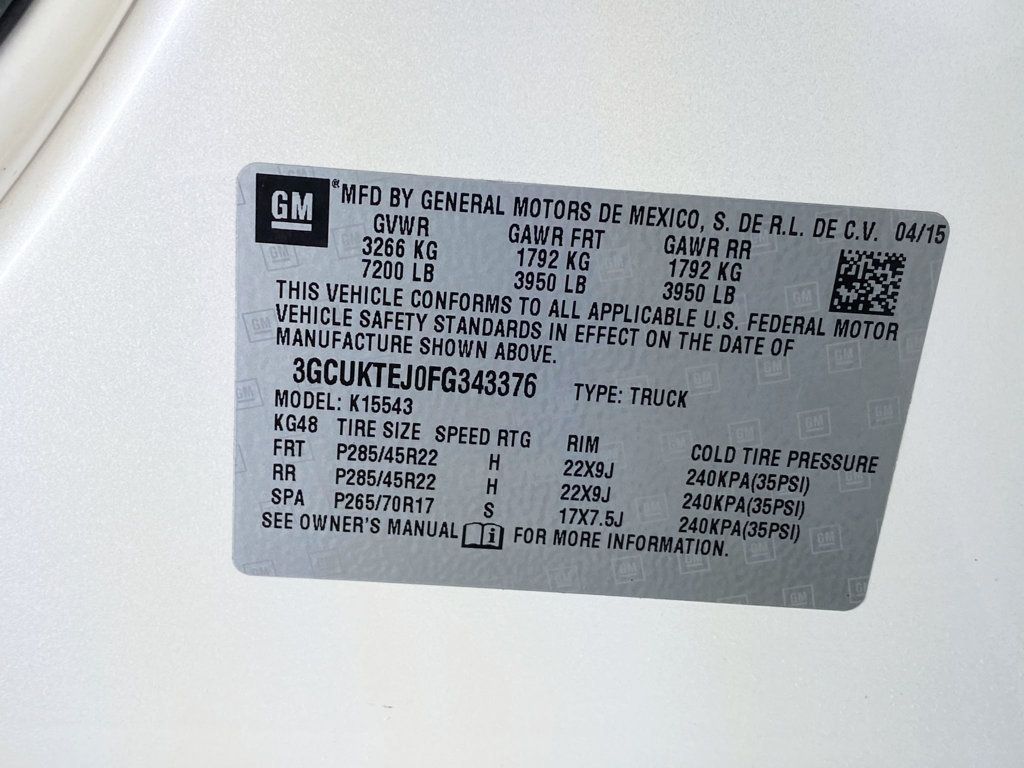 GM® MFD BY GENERAL MOTORS DE MEXICO, S. DE R.L. DE C.V. 04/15
GVWR GAWR FRT GAWR RR
3266 KG 1792 KG 1792 KG
7200 LB 3950 LB 3950 LB
THIS VEHICLE CONFORMS TO ALL APPLICABLE U.S. FEDERAL MOTOR
VEHICLE SAFETY STANDARDS IN EFFECT ON THE DATE OF
MANUFACTURE SHOWN ABOVE.
3GCUKTEJ0FG343376 TYPE: TRUCK
MODEL: K15543
KG48 TIRE SIZE SPEED RTG RIM COLD TIRE PRESSURE
FRT P285/45R22 H 22X9J 240KPA(35PSI)
RR P285/45R22 H 22X9J 240KPA(35PSI)
SPA P265/70R17 S 17X7.5J 240KPA(35PSI)
SEE OWNER'S MANUAL i FOR MORE INFORMATION.